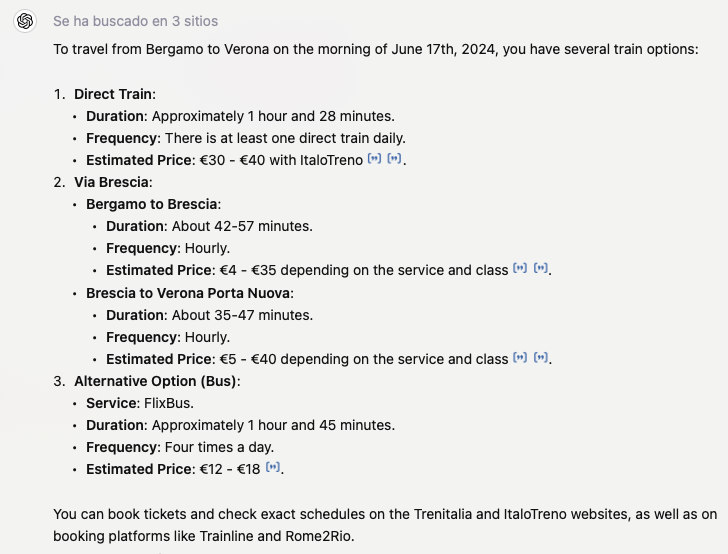 Se ha buscado en 3 sitios
To travel from Bergamo to Verona on the morning of June 17th, 2024, you have several train options:
1. Direct Train:
• Duration: Approximately 1 hour and 28 minutes.
• Frequency: There is at least one direct train daily.
• Estimated Price: €30 - €40 with ItaloTreno ["] ["].
2. Via Brescia:
• Bergamo to Brescia:
• Duration: About 42-57 minutes.
• Frequency: Hourly.
• Estimated Price: €4 - €35 depending on the service and class ["] ["].
• Brescia to Verona Porta Nuova:
• Duration: About 35-47 minutes.
• Frequency: Hourly.
• Estimated Price: €5 - €40 depending on the service and class ["] ["].
3. Alternative Option (Bus):
• Service: FlixBus.
• Duration: Approximately 1 hour and 45 minutes.
• Frequency: Four times a day.
• Estimated Price: €12 - €18 ["].
You can book tickets and check exact schedules on the Trenitalia and ItaloTreno websites, as well as on
booking platforms like Trainline and Rome2Rio.